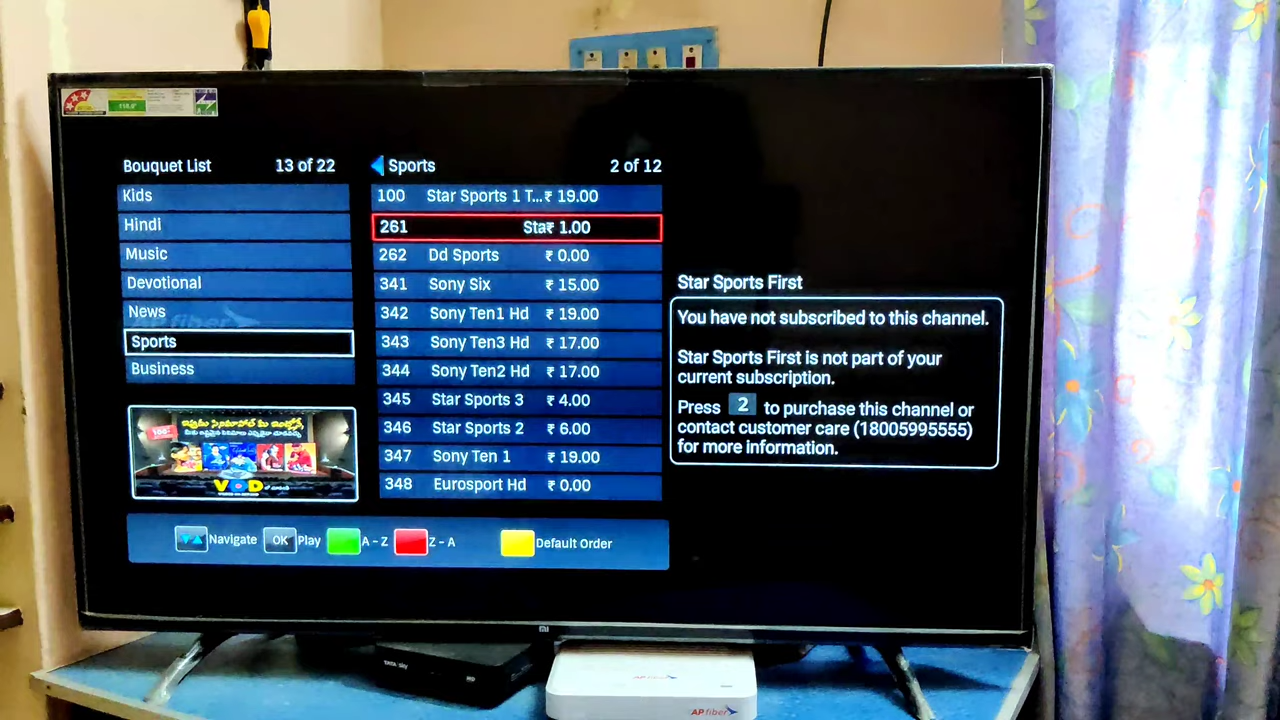 Bouquet List 13 of 22
Kids
Hindi
Music
Devotional
News
Sports
Business
Sports 2 of 12
100 Star Sports 1 T...₹ 19.00
261 Sta₹ 1.00
262 Dd Sports ₹ 0.00
341 Sony Six ₹ 15.00
342 Sony Ten1 Hd ₹ 19.00
343 Sony Ten3 Hd ₹ 17.00
344 Sony Ten2 Hd ₹ 17.00
345 Star Sports 3 ₹ 4.00
346 Star Sports 2 ₹ 6.00
347 Sony Ten 1 ₹ 19.00
348 Eurosport Hd ₹ 0.00
Star Sports First
You have not subscribed to this channel.
Star Sports First is not part of your
current subscription.
Press 2 to purchase this channel or
contact customer care (18005995555)
for more information.
VOD
Navigate OK Play A - Z Z - A Default Order
mi
TATA sky
AP fiber
AP fiber